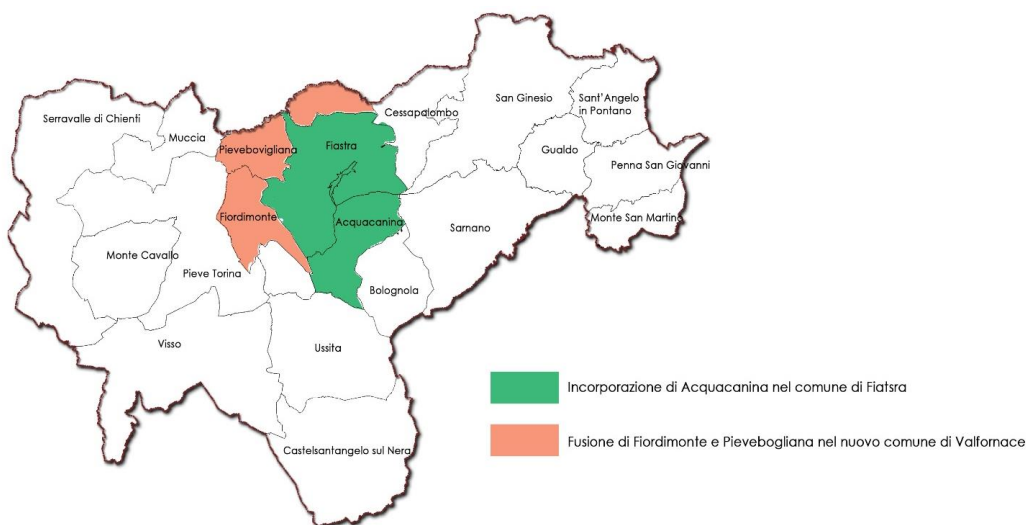 San Ginesio
Sant'Angelo
in Pontano
Cessapalombo
Serravalle di Chienti
Muccia
Pievebovigliana
Fiastra
Gualdo
Penna San Giovanni
Fiordimonte
Acquacanina
Sarnano
Monte San Martino
Monte Cavallo
Pieve Torina
Bolognola
Visso
Ussita
Castelsantangelo sul Nera
Incorporazione di Acquacanina nel comune di Fiatsra
Fusione di Fiordimonte e Pievebogliana nel nuovo comune di Valfornace